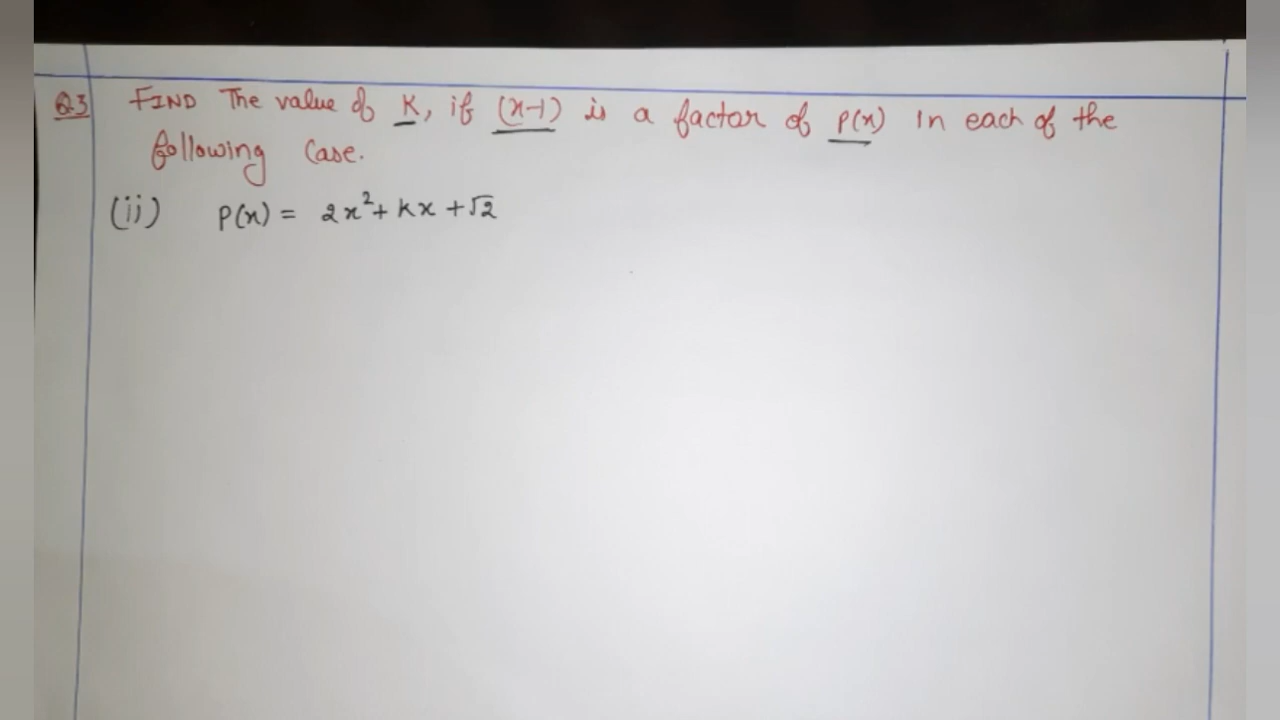 Q.3 FIND The value of K, if (x-1) is a factor of p(x) In each of the
following Case.
(ii) p(x) = 2x²+ kx +√2